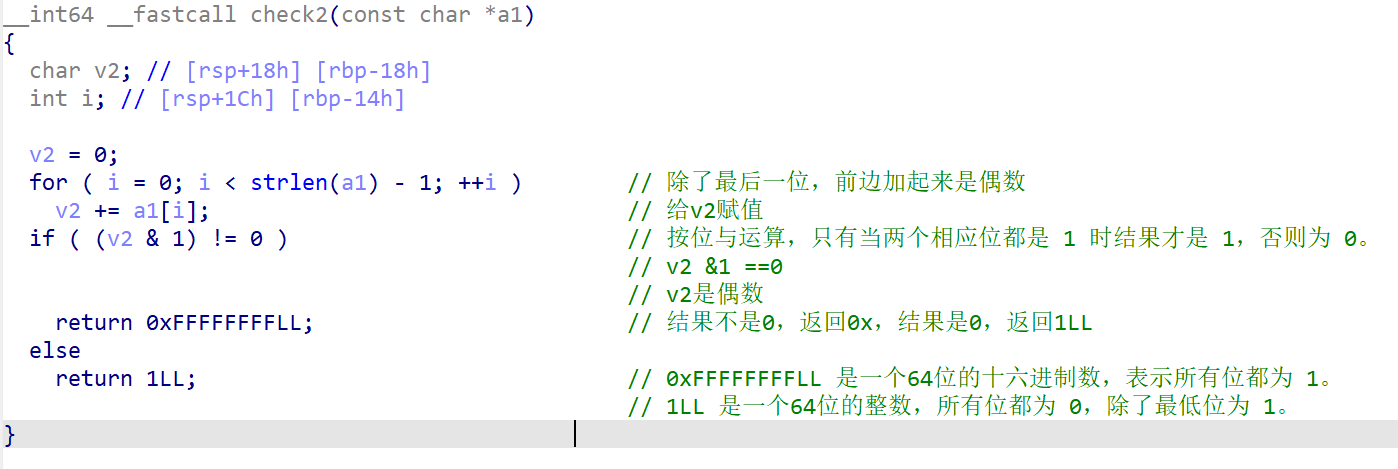 __int64 __fastcall check2(const char *a1)
{
  char v2; // [rsp+18h] [rbp-18h]
  int i; // [rsp+1Ch] [rbp-14h]
  v2 = 0;
  for ( i = 0; i < strlen(a1) - 1; ++i ) // 除了最后一位，前边加起来是偶数
    v2 += a1[i]; // 给v2赋值
  if ( (v2 & 1) != 0 ) // 按位与运算，只有当两个相应位都是 1 时结果才是 1，否则为 0。
// v2 &1 ==0
// v2是偶数
    return 0xFFFFFFFFLL; // 结果不是0，返回0x，结果是0，返回1LL
  else
    return 1LL; // 0xFFFFFFFFLL 是一个64位的十六进制数，表示所有位都为 1。
// 1LL 是一个64位的整数，所有位都为 0，除了最低位为 1。
}